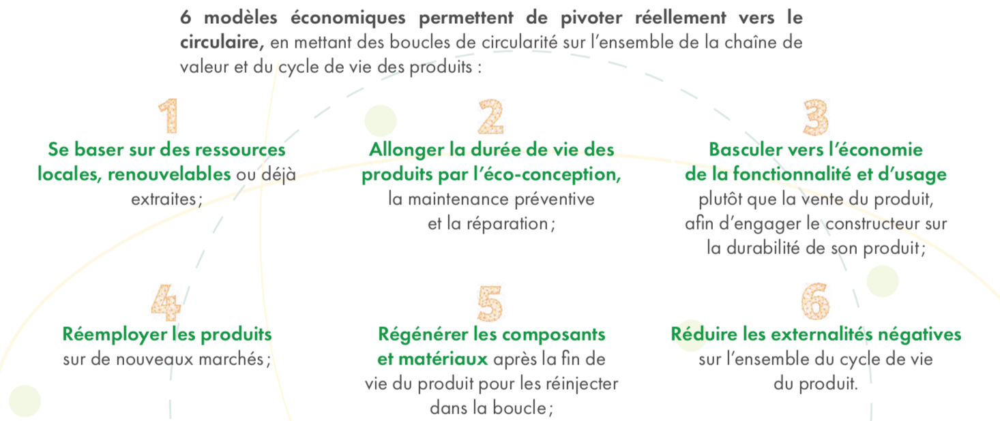 6 modèles économiques permettent de pivoter réellement vers le
circulaire, en mettant des boucles de circularité sur l'ensemble de la chaîne de
valeur et du cycle de vie des produits :
1
Se baser sur des ressources
locales, renouvelables ou déjà
extraites ;
2
Allonger la durée de vie des
produits par l'éco-conception,
la maintenance préventive
et la réparation ;
3
Basculer vers l'économie
de la fonctionnalité et d'usage
plutôt que la vente du produit,
afin d'engager le constructeur sur
la durabilité de son produit ;
4
Réemployer les produits
sur de nouveaux marchés ;
5
Régénérer les composants
et matériaux après la fin de
vie du produit pour les réinjecter
dans la boucle ;
6
Réduire les externalités négatives
sur l'ensemble du cycle de vie
du produit.